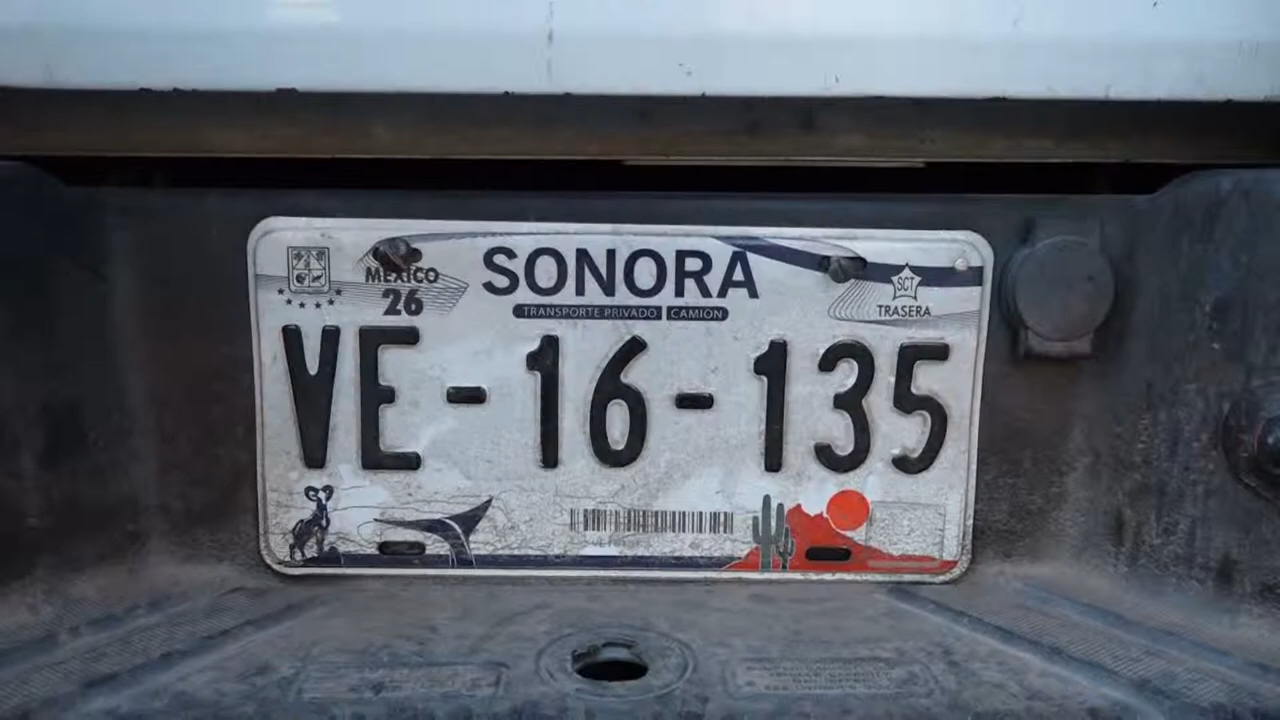 SONORA
MEXICO
26
SCT
TRASERA
TRANSPORTE PRIVADO CAMION
VE-16-135